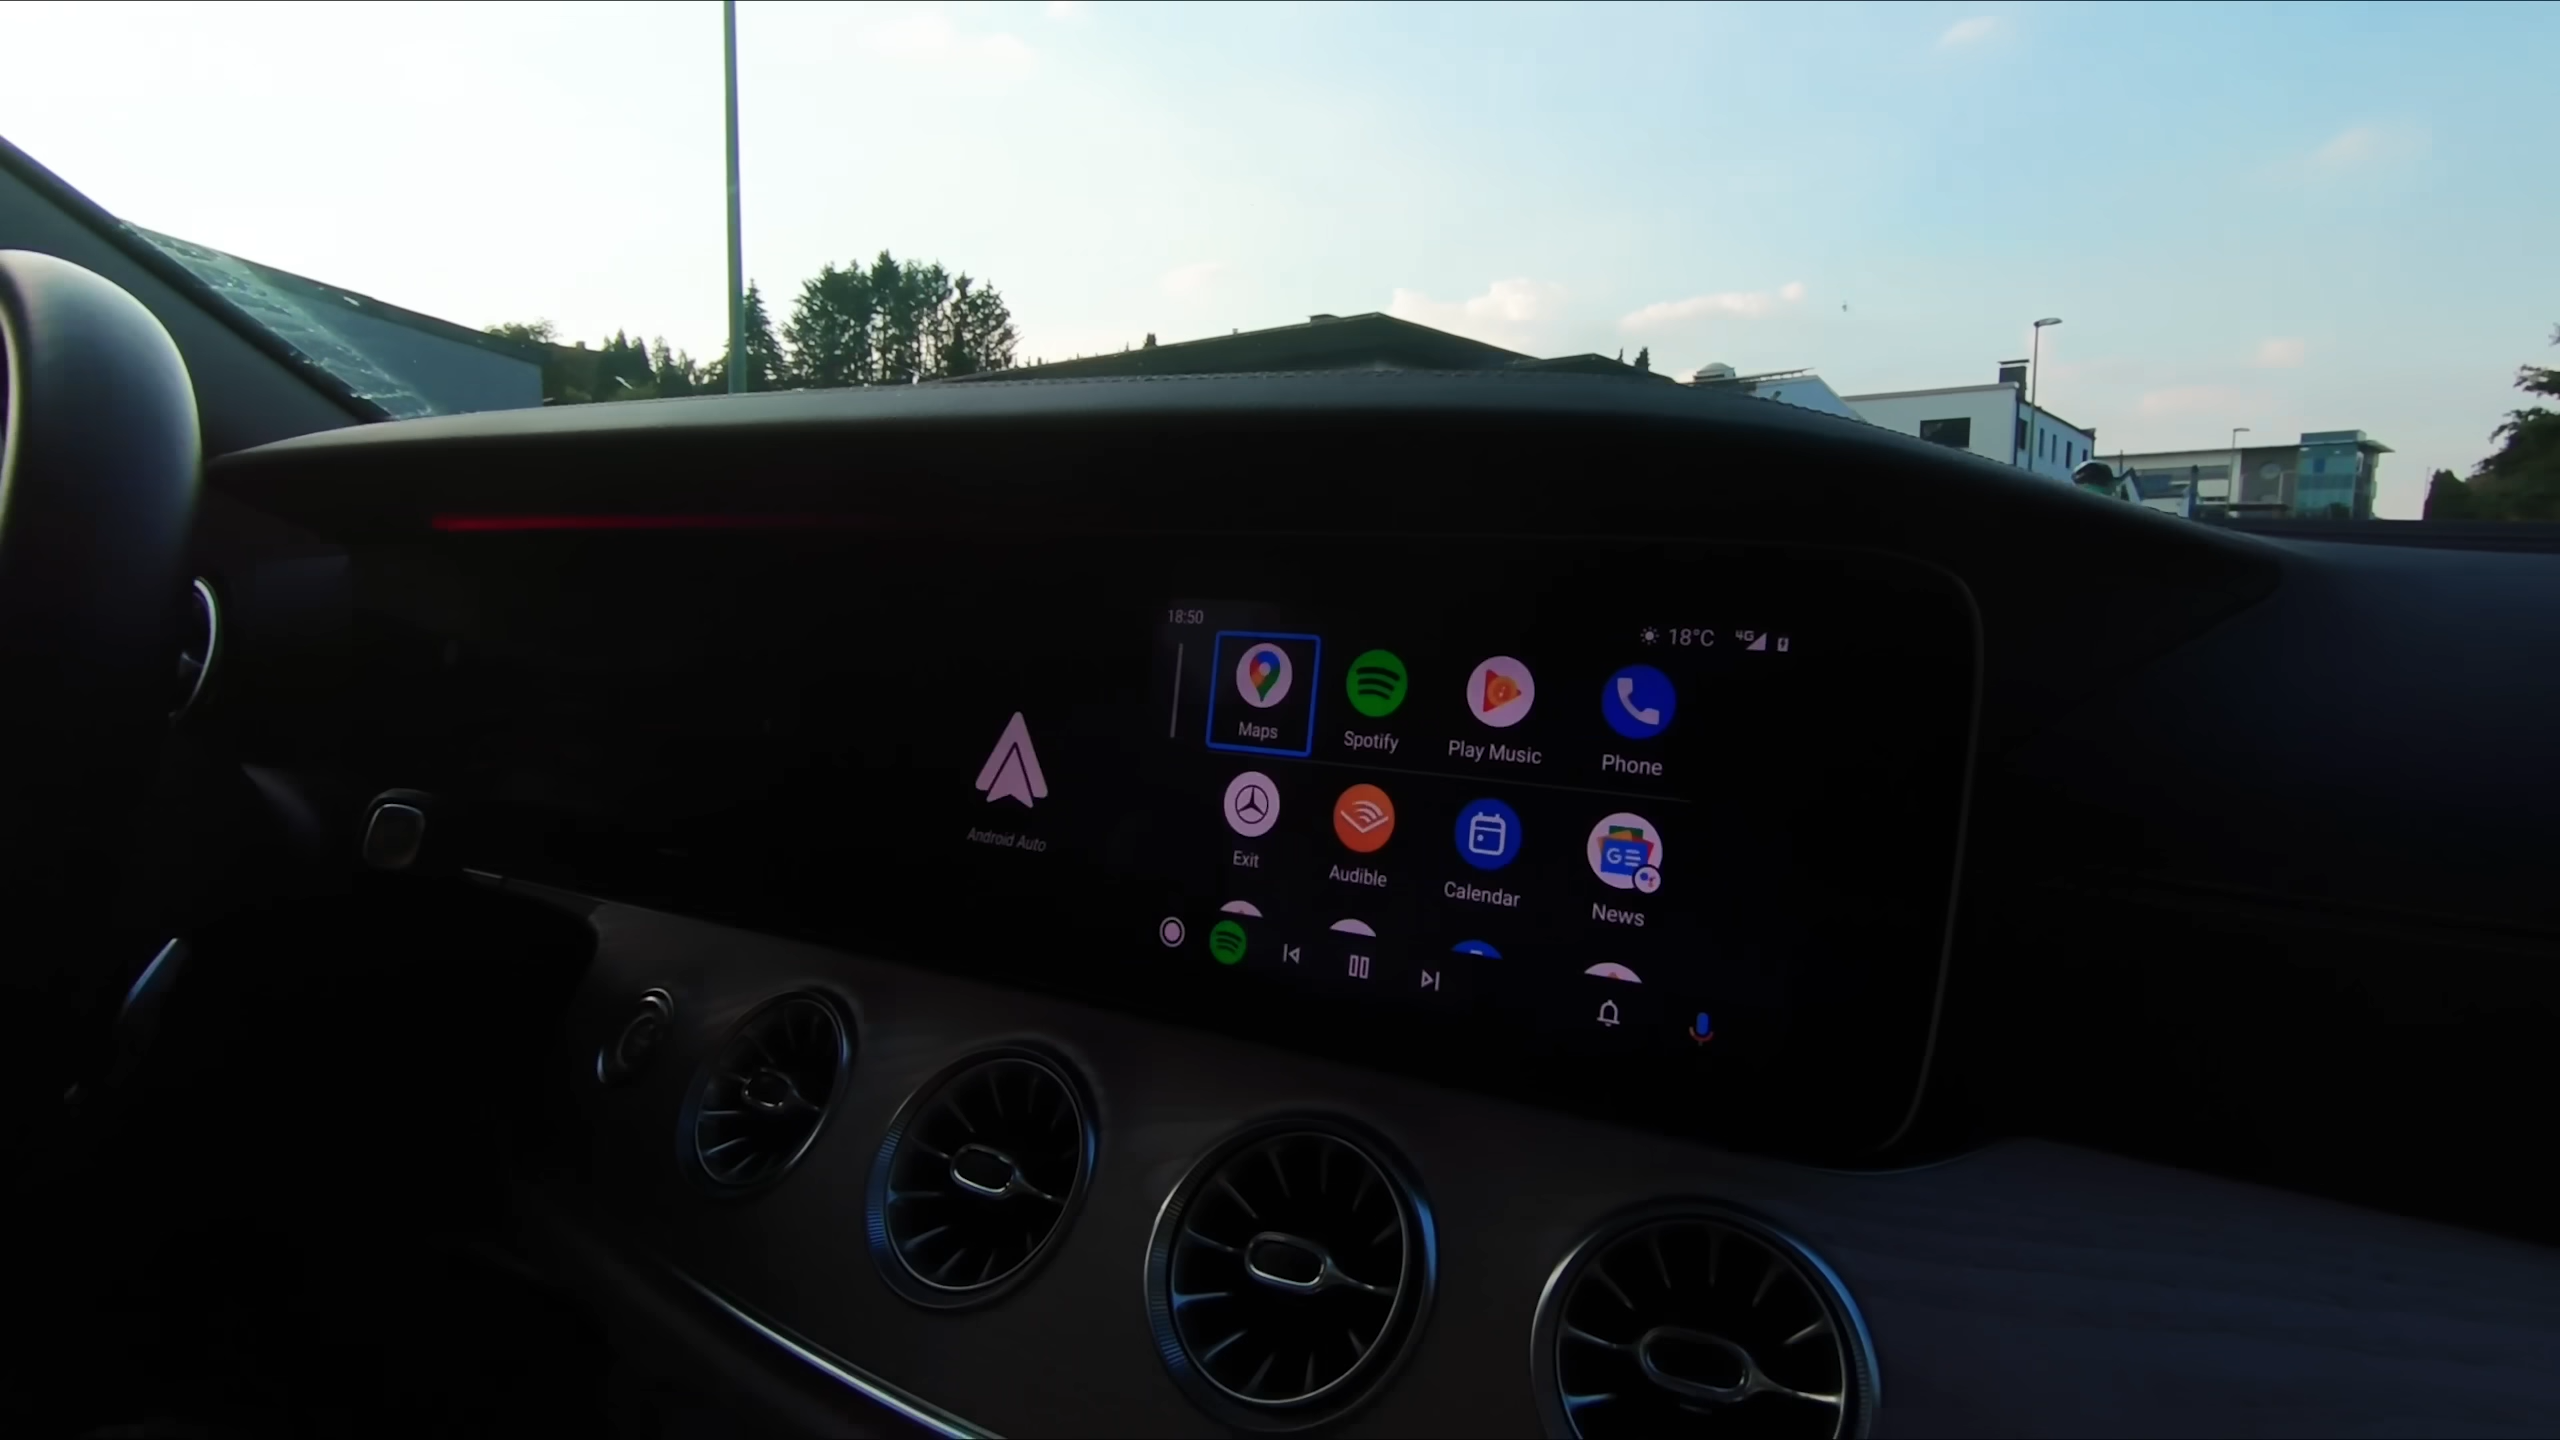 18:50
18°C 4G
Maps Spotify Play Music Phone
Android Auto
Exit Audible Calendar News